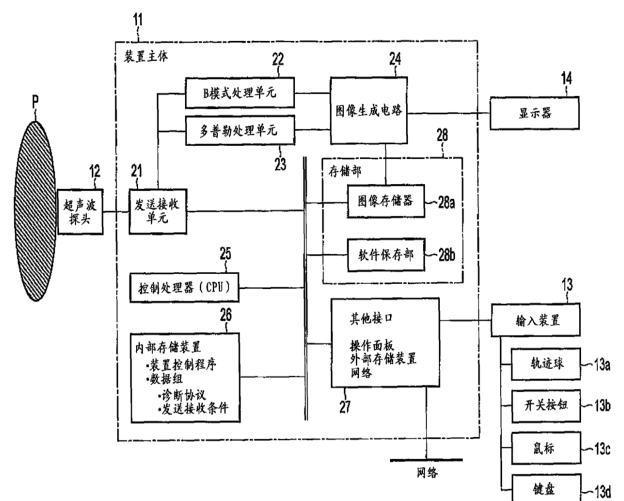 11
装置主体
22
B模式处理单元
多普勒处理单元
23
24
图像生成电路
14
显示器
P
12
超声波
探头
21
发送接收
单元
28
存储部
图像存储器
28a
软件保存部
28b
25
控制处理器(CPU)
26
内部存储装置
•装置控制程序
•数据组
•诊断协议
•发送接收条件
其他接口
操作面板
外部存储装置
网络
27
网络
13
输入装置
轨迹球
13a
开关按钮
13b
鼠标
13c
键盘
13d